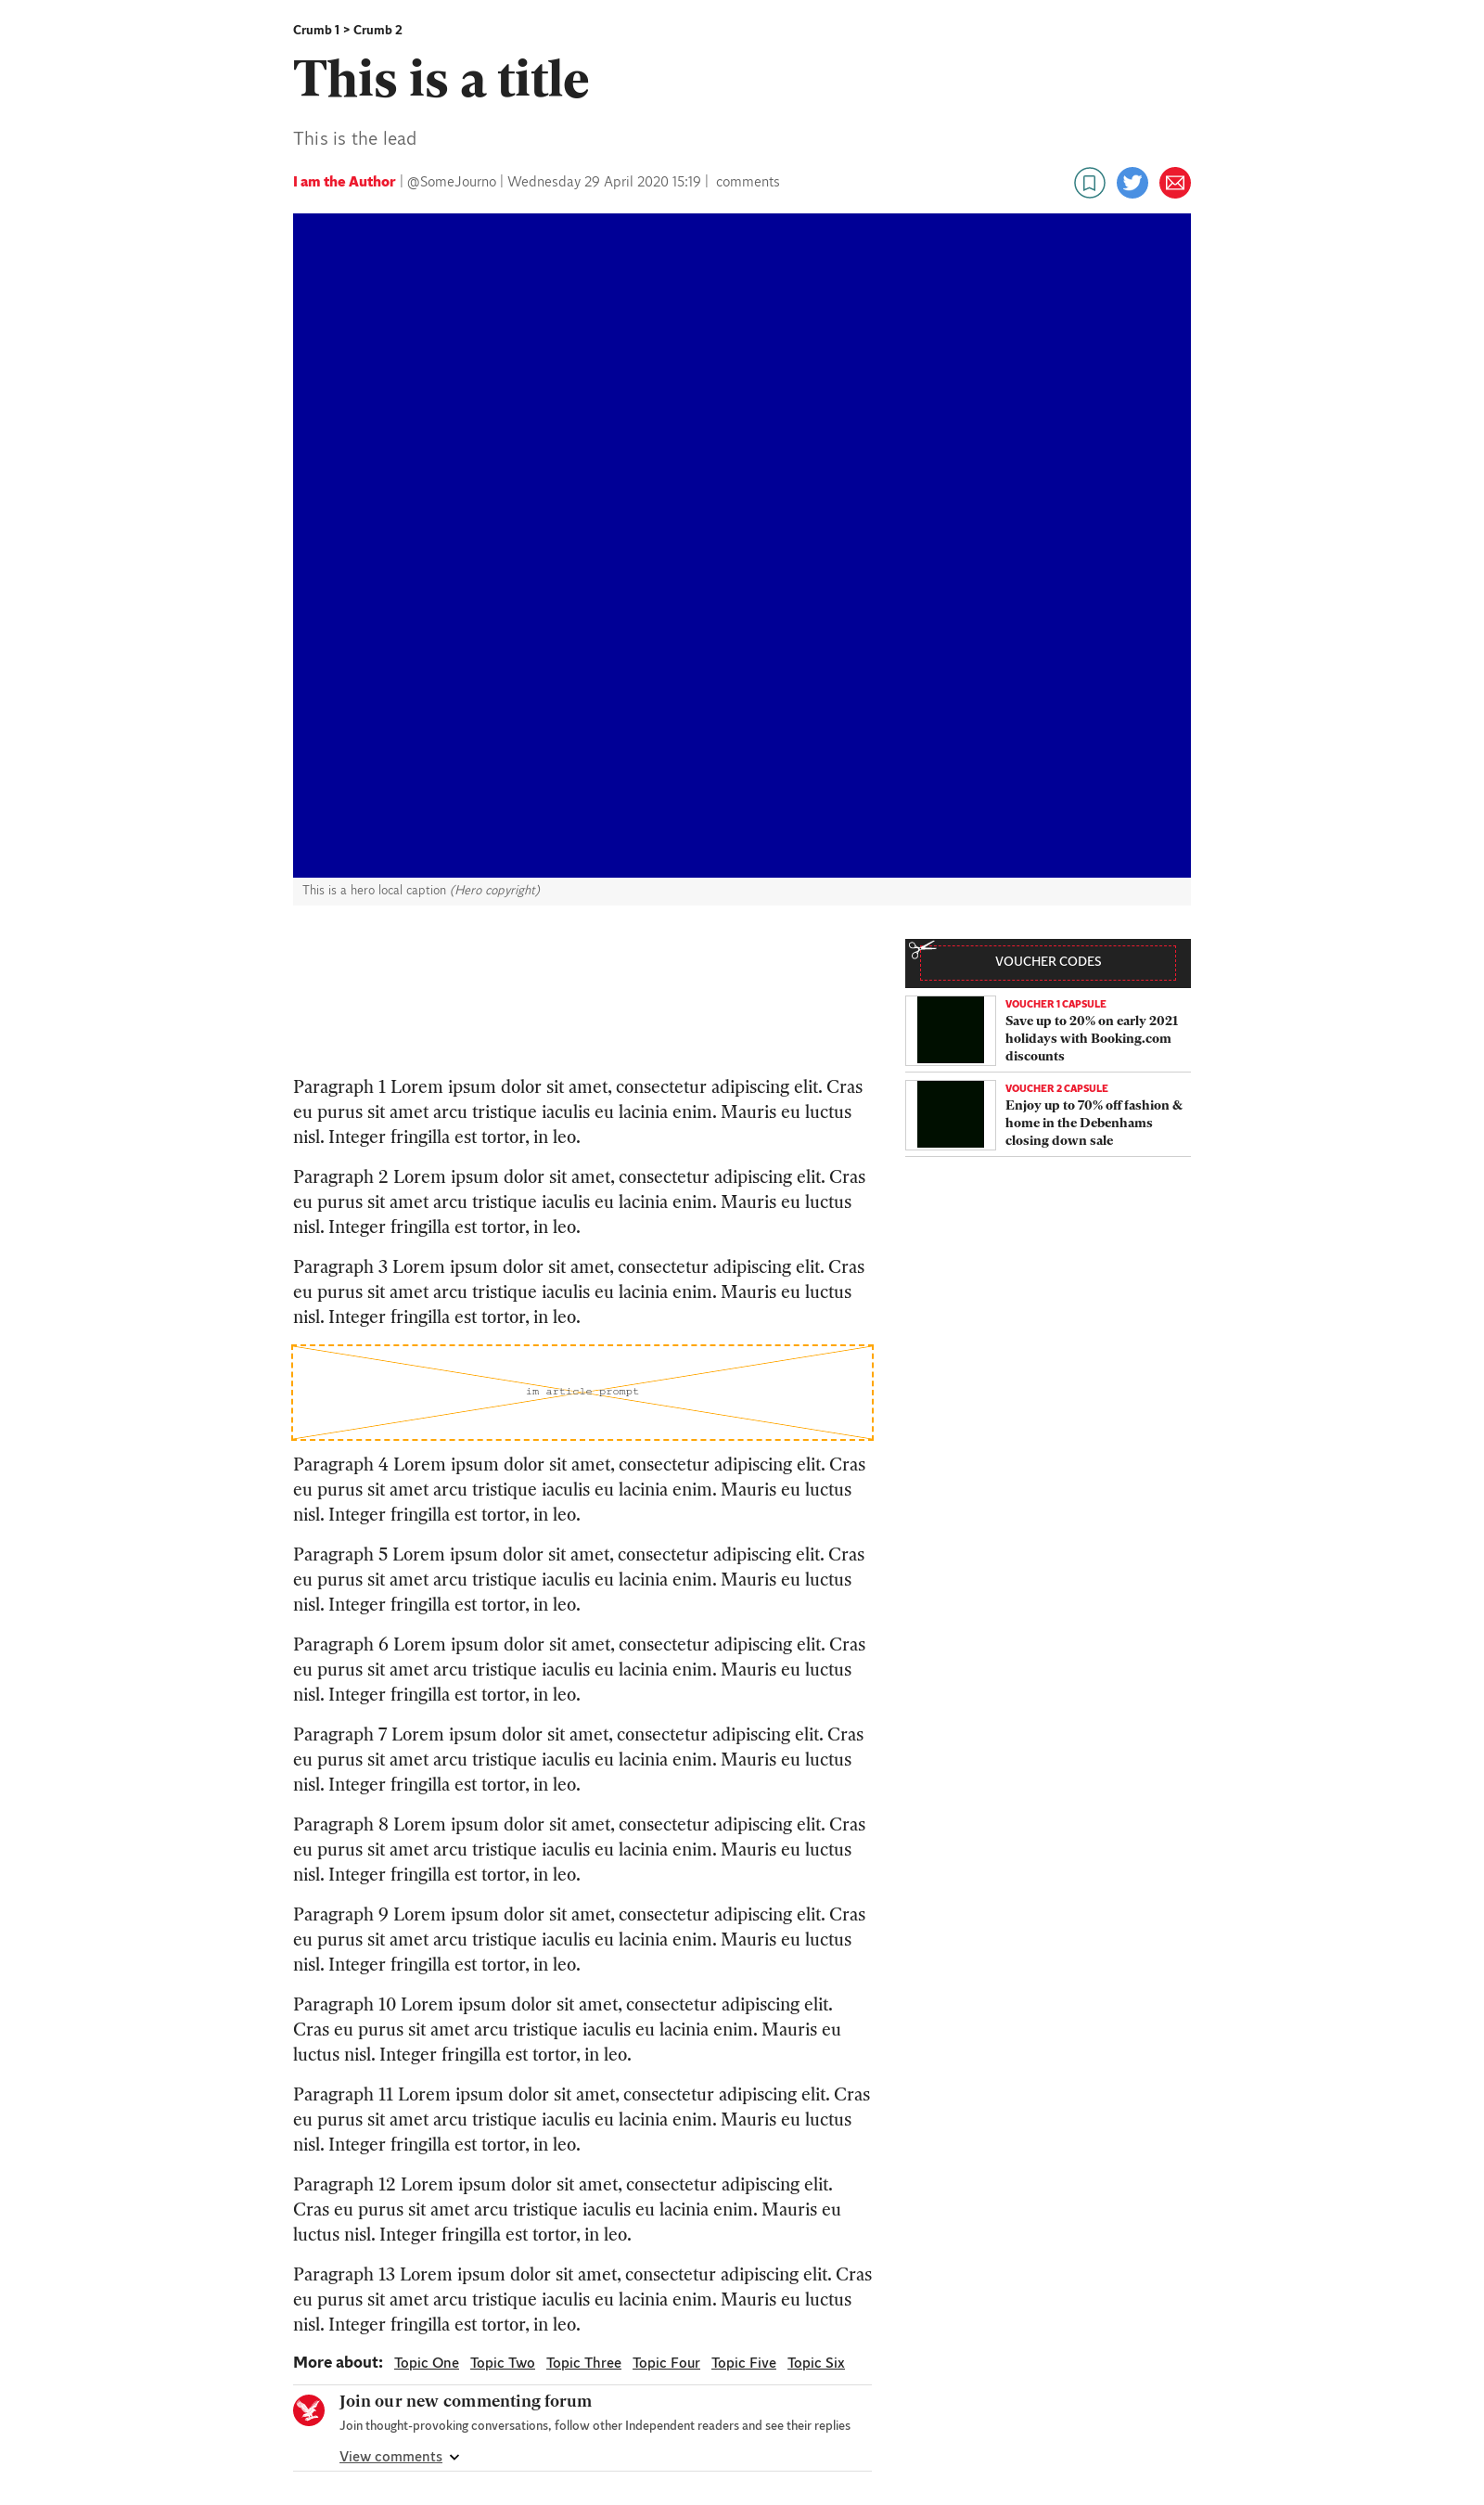 Crumb 1 > Crumb 2
This is a title
This is the lead
I am the Author | @SomeJourno | Wednesday 29 April 2020 15:19 | comments
This is a hero local caption (Hero copyright)
VOUCHER CODES
VOUCHER 1 CAPSULE
Save up to 20% on early 2021
holidays with Booking.com
discounts
VOUCHER 2 CAPSULE
Enjoy up to 70% off fashion &
home in the Debenhams
closing down sale
Paragraph 1 Lorem ipsum dolor sit amet, consectetur adipiscing elit. Cras
eu purus sit amet arcu tristique iaculis eu lacinia enim. Mauris eu luctus
nisl. Integer fringilla est tortor, in leo.
Paragraph 2 Lorem ipsum dolor sit amet, consectetur adipiscing elit. Cras
eu purus sit amet arcu tristique iaculis eu lacinia enim. Mauris eu luctus
nisl. Integer fringilla est tortor, in leo.
Paragraph 3 Lorem ipsum dolor sit amet, consectetur adipiscing elit. Cras
eu purus sit amet arcu tristique iaculis eu lacinia enim. Mauris eu luctus
nisl. Integer fringilla est tortor, in leo.
im article prompt
Paragraph 4 Lorem ipsum dolor sit amet, consectetur adipiscing elit. Cras
eu purus sit amet arcu tristique iaculis eu lacinia enim. Mauris eu luctus
nisl. Integer fringilla est tortor, in leo.
Paragraph 5 Lorem ipsum dolor sit amet, consectetur adipiscing elit. Cras
eu purus sit amet arcu tristique iaculis eu lacinia enim. Mauris eu luctus
nisl. Integer fringilla est tortor, in leo.
Paragraph 6 Lorem ipsum dolor sit amet, consectetur adipiscing elit. Cras
eu purus sit amet arcu tristique iaculis eu lacinia enim. Mauris eu luctus
nisl. Integer fringilla est tortor, in leo.
Paragraph 7 Lorem ipsum dolor sit amet, consectetur adipiscing elit. Cras
eu purus sit amet arcu tristique iaculis eu lacinia enim. Mauris eu luctus
nisl. Integer fringilla est tortor, in leo.
Paragraph 8 Lorem ipsum dolor sit amet, consectetur adipiscing elit. Cras
eu purus sit amet arcu tristique iaculis eu lacinia enim. Mauris eu luctus
nisl. Integer fringilla est tortor, in leo.
Paragraph 9 Lorem ipsum dolor sit amet, consectetur adipiscing elit. Cras
eu purus sit amet arcu tristique iaculis eu lacinia enim. Mauris eu luctus
nisl. Integer fringilla est tortor, in leo.
Paragraph 10 Lorem ipsum dolor sit amet, consectetur adipiscing elit.
Cras eu purus sit amet arcu tristique iaculis eu lacinia enim. Mauris eu
luctus nisl. Integer fringilla est tortor, in leo.
Paragraph 11 Lorem ipsum dolor sit amet, consectetur adipiscing elit. Cras
eu purus sit amet arcu tristique iaculis eu lacinia enim. Mauris eu luctus
nisl. Integer fringilla est tortor, in leo.
Paragraph 12 Lorem ipsum dolor sit amet, consectetur adipiscing elit.
Cras eu purus sit amet arcu tristique iaculis eu lacinia enim. Mauris eu
luctus nisl. Integer fringilla est tortor, in leo.
Paragraph 13 Lorem ipsum dolor sit amet, consectetur adipiscing elit. Cras
eu purus sit amet arcu tristique iaculis eu lacinia enim. Mauris eu luctus
nisl. Integer fringilla est tortor, in leo.
More about: Topic One Topic Two Topic Three Topic Four Topic Five Topic Six
Join our new commenting forum
Join thought-provoking conversations, follow other Independent readers and see their replies
View comments